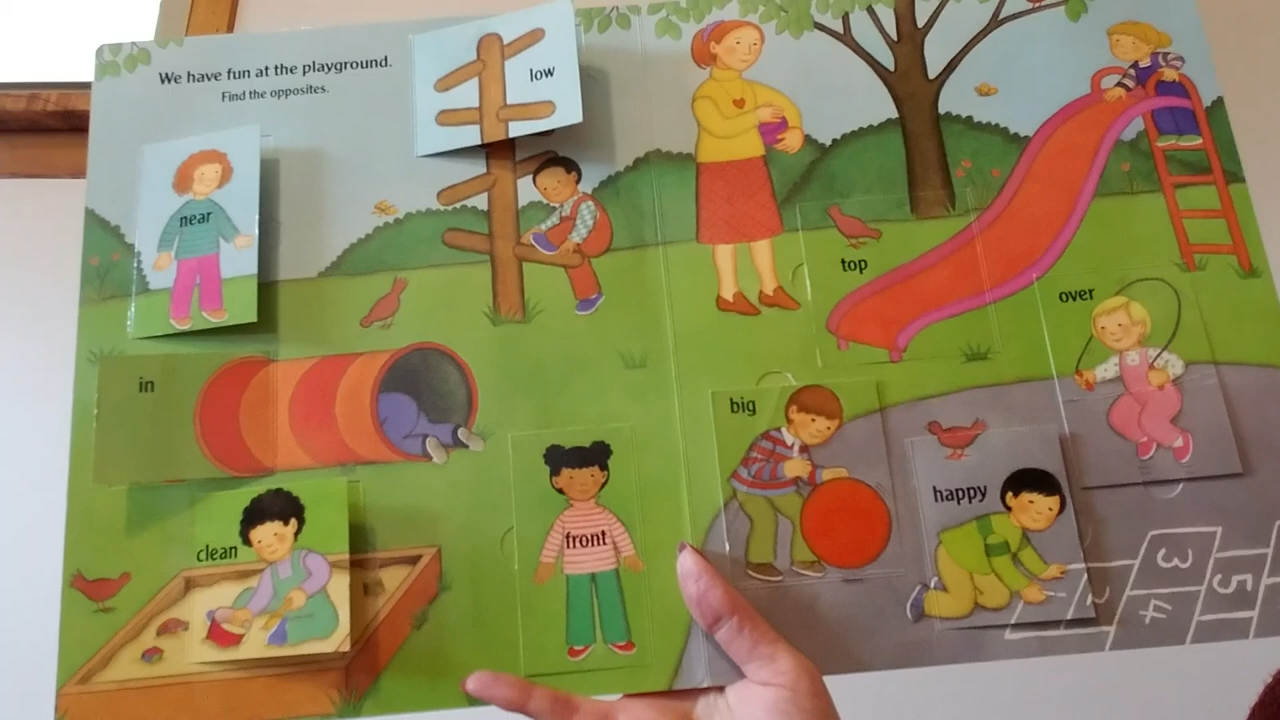 We have fun at the playground.
Find the opposites.
low
near
top
over
in
big
happy
front
clean
3
2
4
5